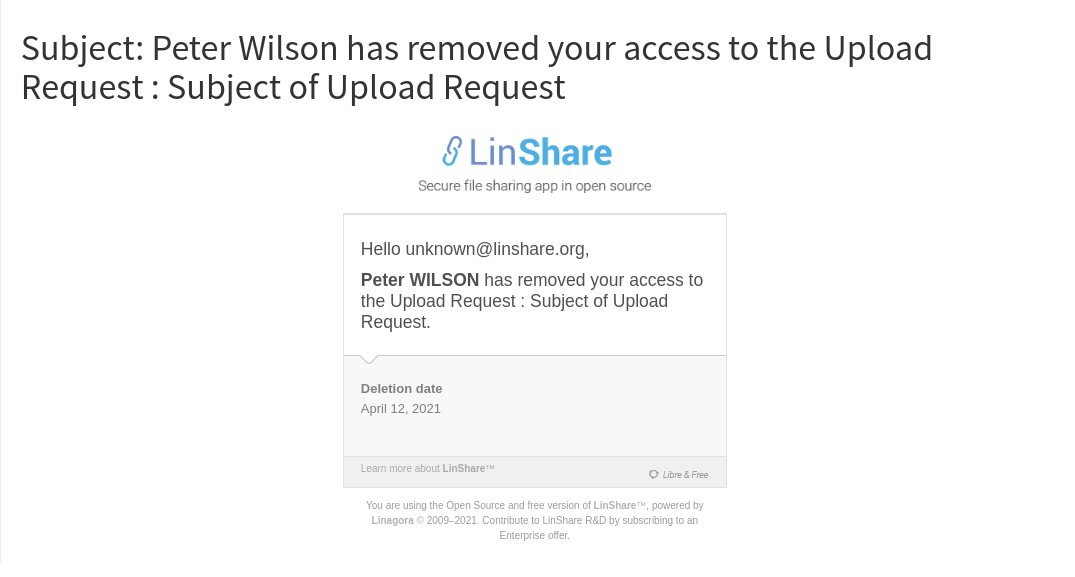 Subject: Peter Wilson has removed your access to the Upload
Request : Subject of Upload Request
LinShare
Secure file sharing app in open source
Hello unknown@linshare.org,
Peter WILSON has removed your access to
the Upload Request : Subject of Upload
Request.
Deletion date
April 12, 2021
Learn more about LinShare™
Libre & Free
You are using the Open Source and free version of LinShare™, powered by
Linagora © 2009–2021. Contribute to LinShare R&D by subscribing to an
Enterprise offer.